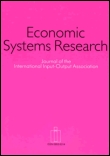 Economic
Systems Research
Journal of the
International Input-Output Association